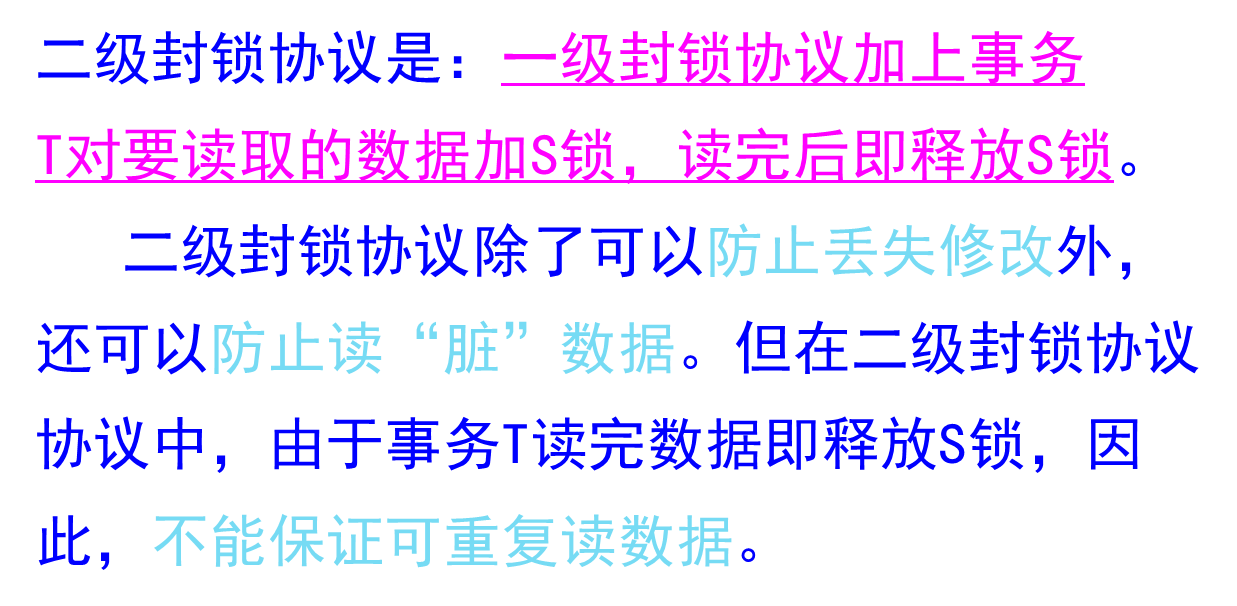 二级封锁协议是：一级封锁协议加上事务
T对要读取的数据加S锁，读完后即释放S锁。
二级封锁协议除了可以防止丢失修改外，
还可以防止读“脏”数据。但在二级封锁协议
协议中，由于事务T读完数据即释放S锁，因
此，不能保证可重复读数据。